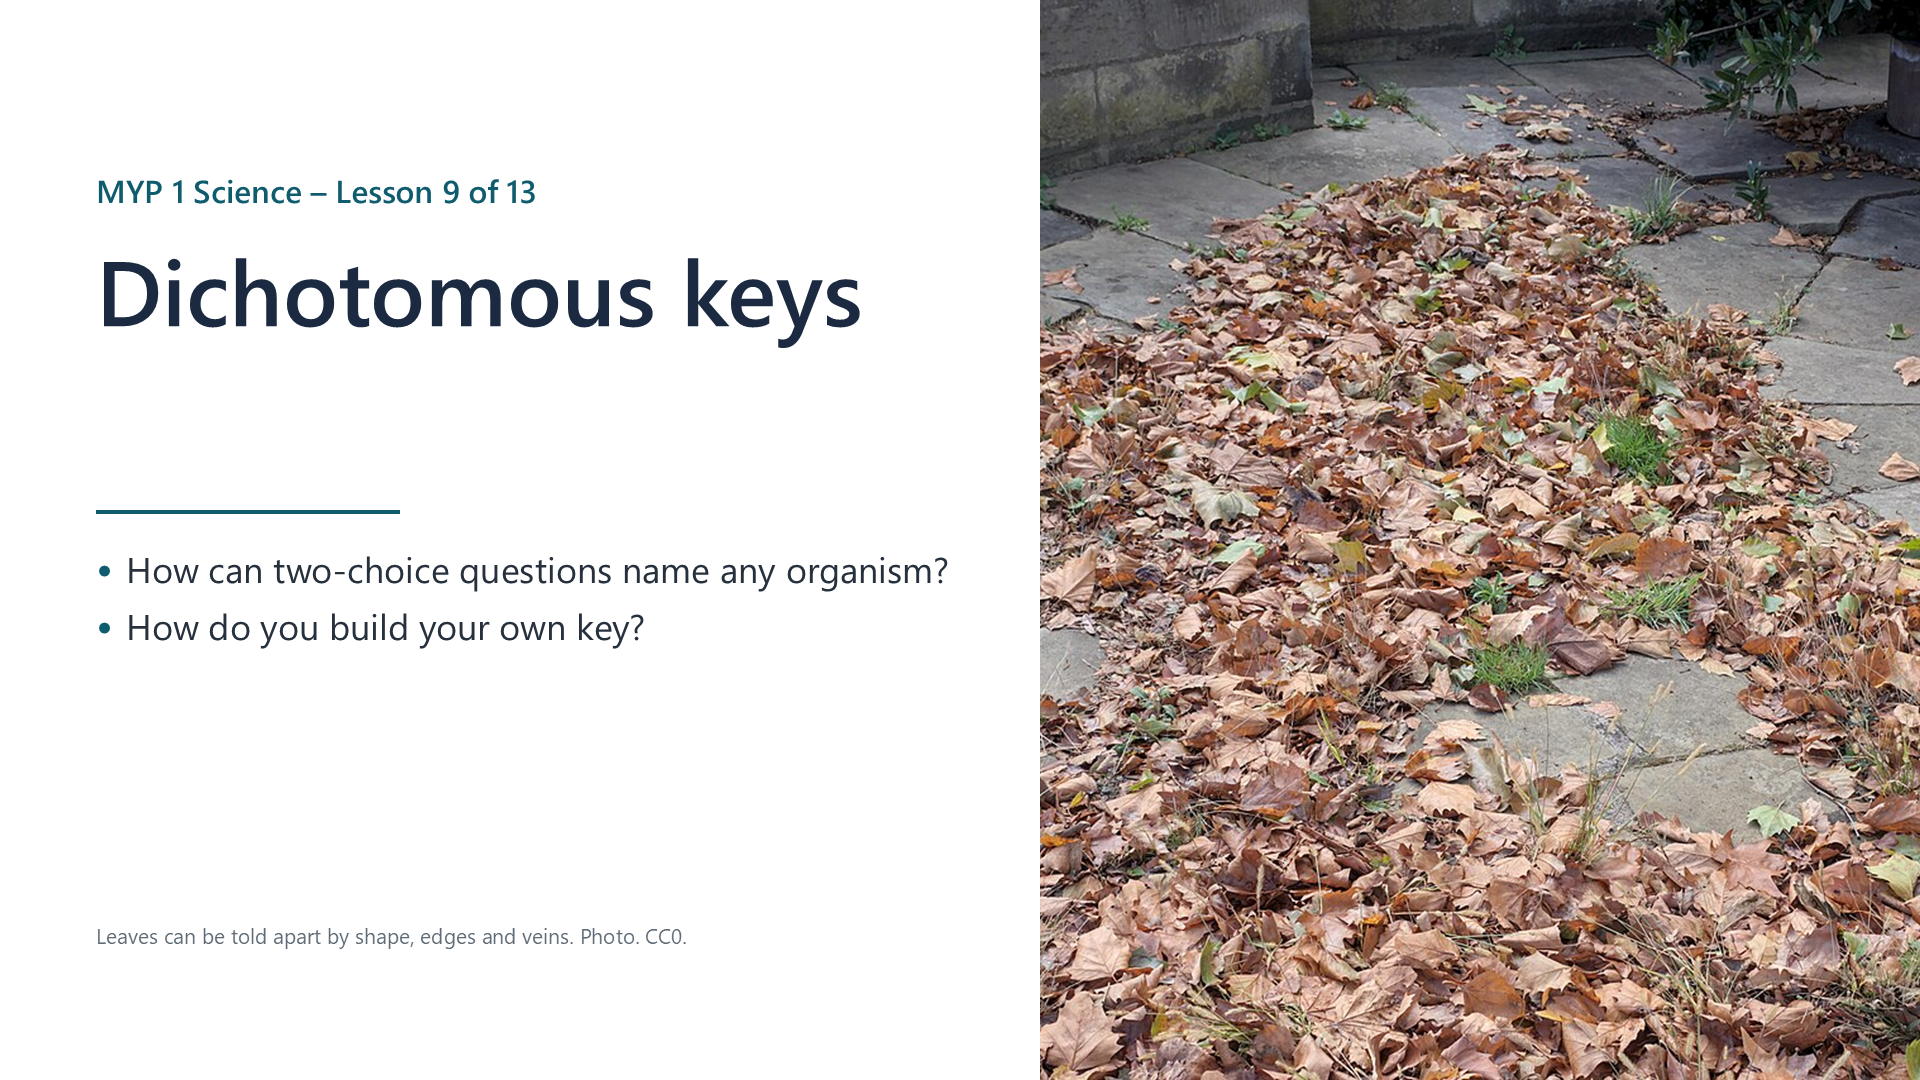 MYP 1 Science – Lesson 9 of 13
Dichotomous keys
• How can two-choice questions name any organism?
• How do you build your own key?
Leaves can be told apart by shape, edges and veins. Photo. CC0.